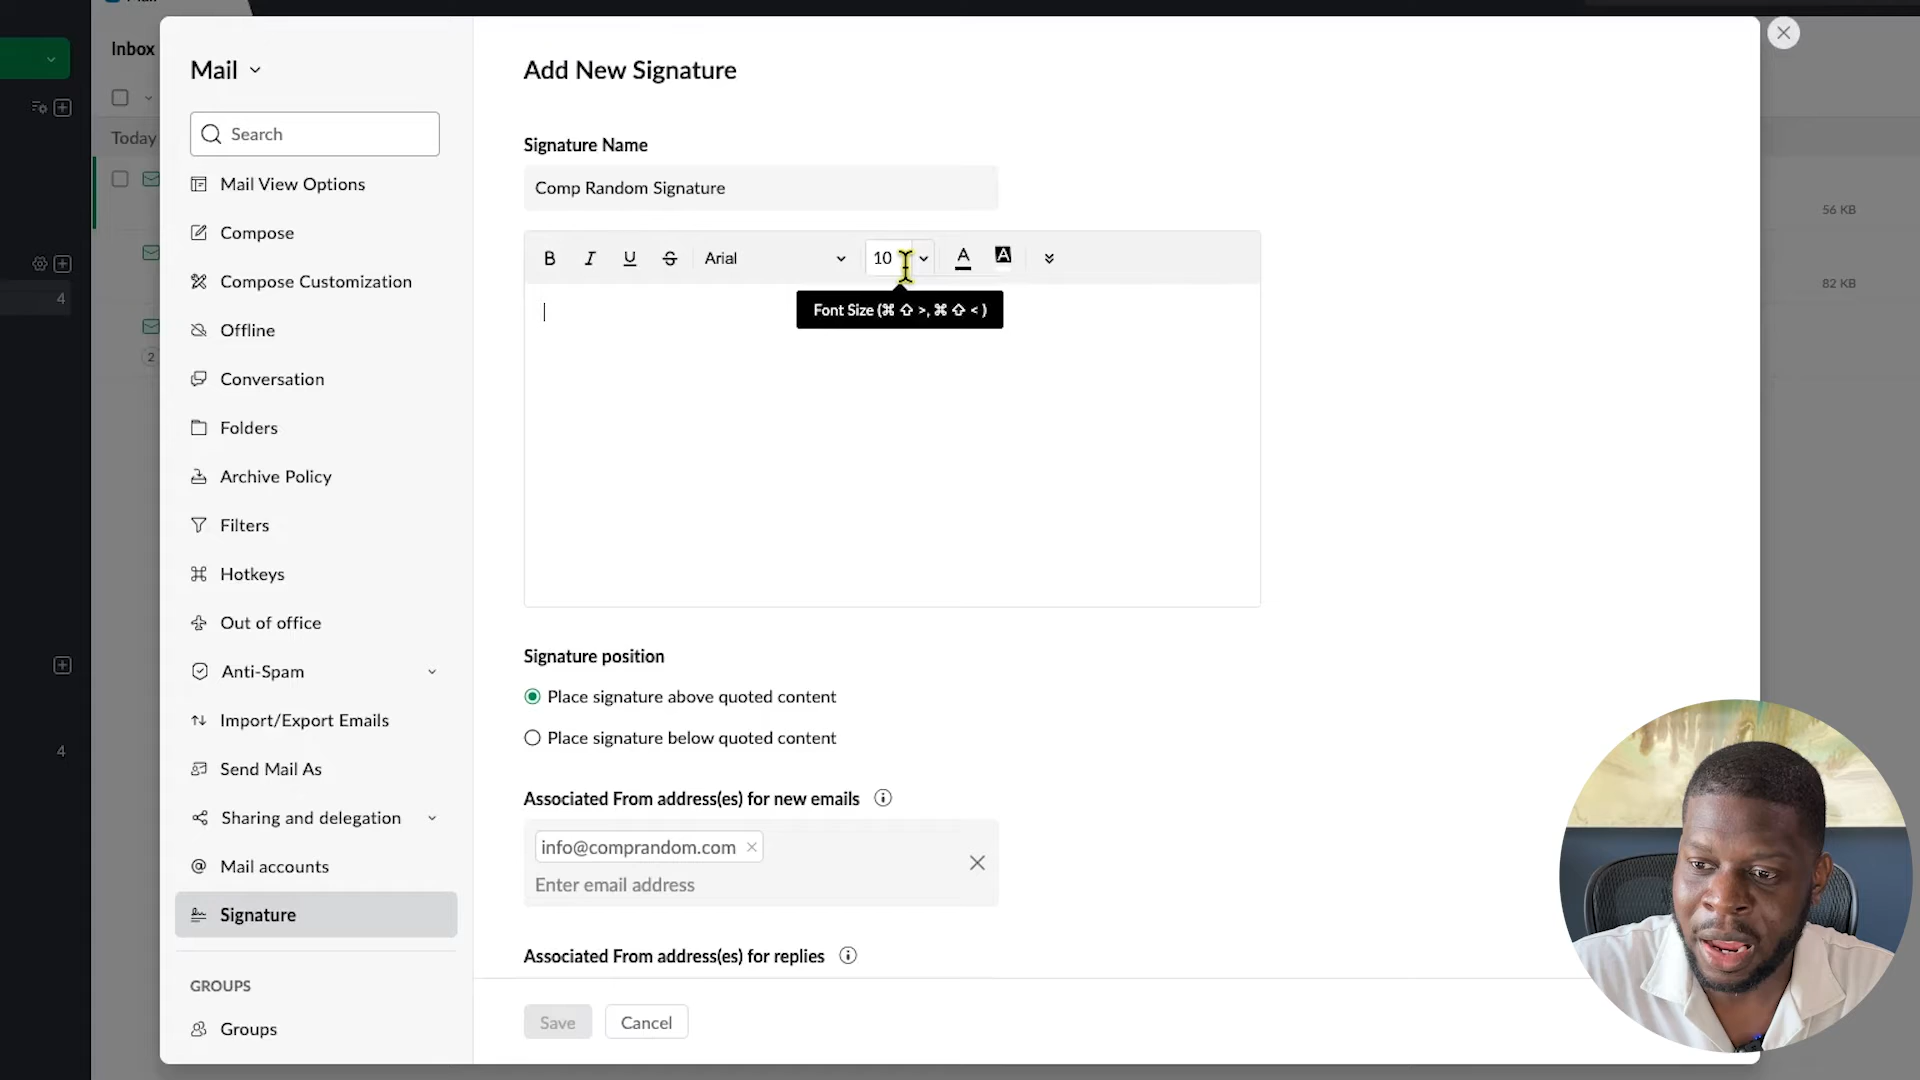 Mail
Inbox
Today
4
4
2
56 KB
82 KB
Mail
Search
Mail View Options
Compose
Compose Customization
Offline
Conversation
Folders
Archive Policy
Filters
Hotkeys
Out of office
Anti-Spam
Import/Export Emails
Send Mail As
Sharing and delegation
Mail accounts
Signature
GROUPS
Groups
Add New Signature
Signature Name
Comp Random Signature
B I U S Arial 10 A A
Font Size (⌘ ⇧ >, ⌘ ⇧ < )
Signature position
Place signature above quoted content
Place signature below quoted content
Associated From address(es) for new emails
info@comprandom.com
Enter email address
Associated From address(es) for replies
Save Cancel